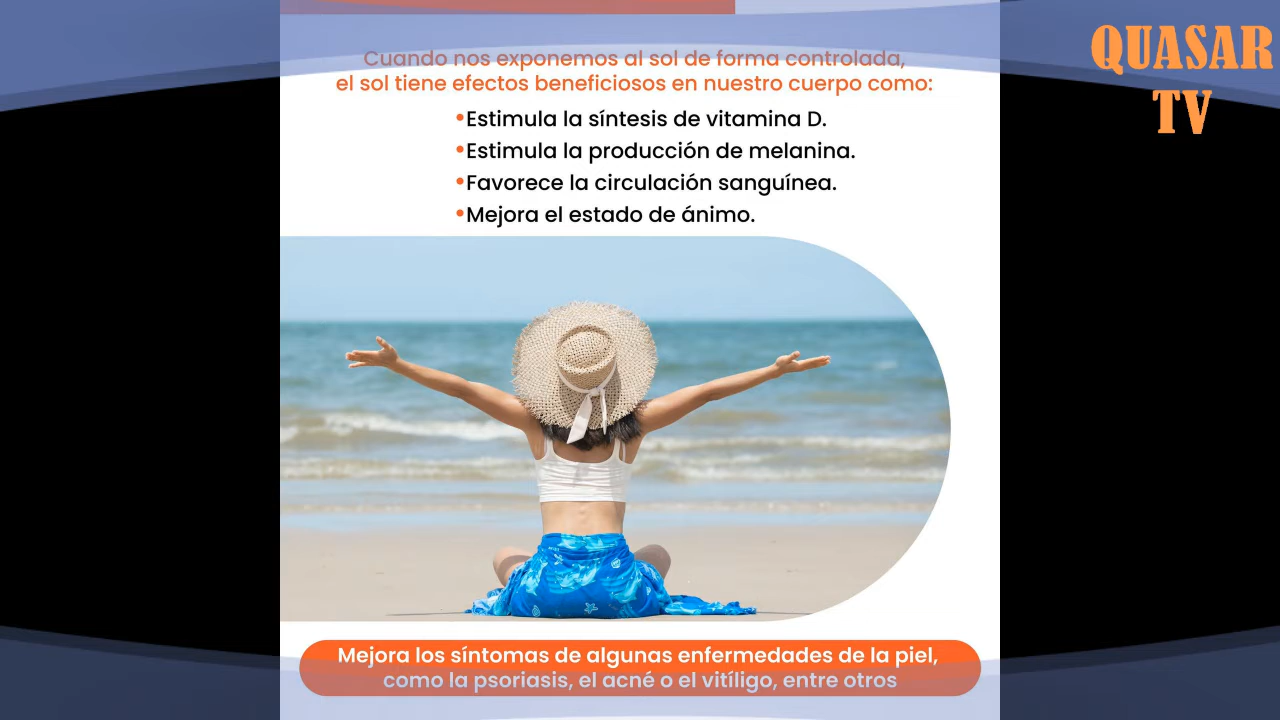 QUASAR
TV
Cuando nos exponemos al sol de forma controlada,
el sol tiene efectos beneficiosos en nuestro cuerpo como:
•Estimula la síntesis de vitamina D.
•Estimula la producción de melanina.
•Favorece la circulación sanguínea.
•Mejora el estado de ánimo.
Mejora los síntomas de algunas enfermedades de la piel,
como la psoriasis, el acné o el vitíligo, entre otros